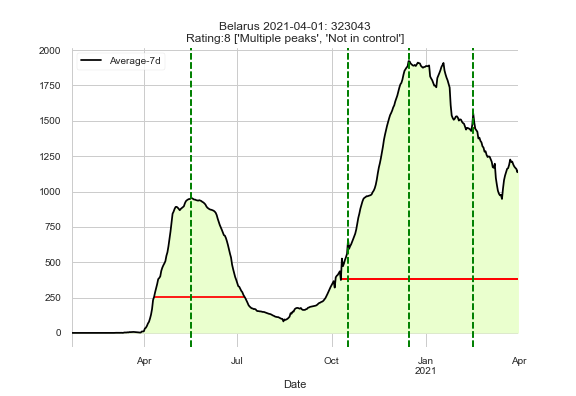 Belarus 2021-04-01: 323043
Rating:8 ['Multiple peaks', 'Not in control']
2000
Average-7d
1750
1500
1250
1000
750
500
250
0
Apr
Jul
Oct
Jan
2021
Apr
Date